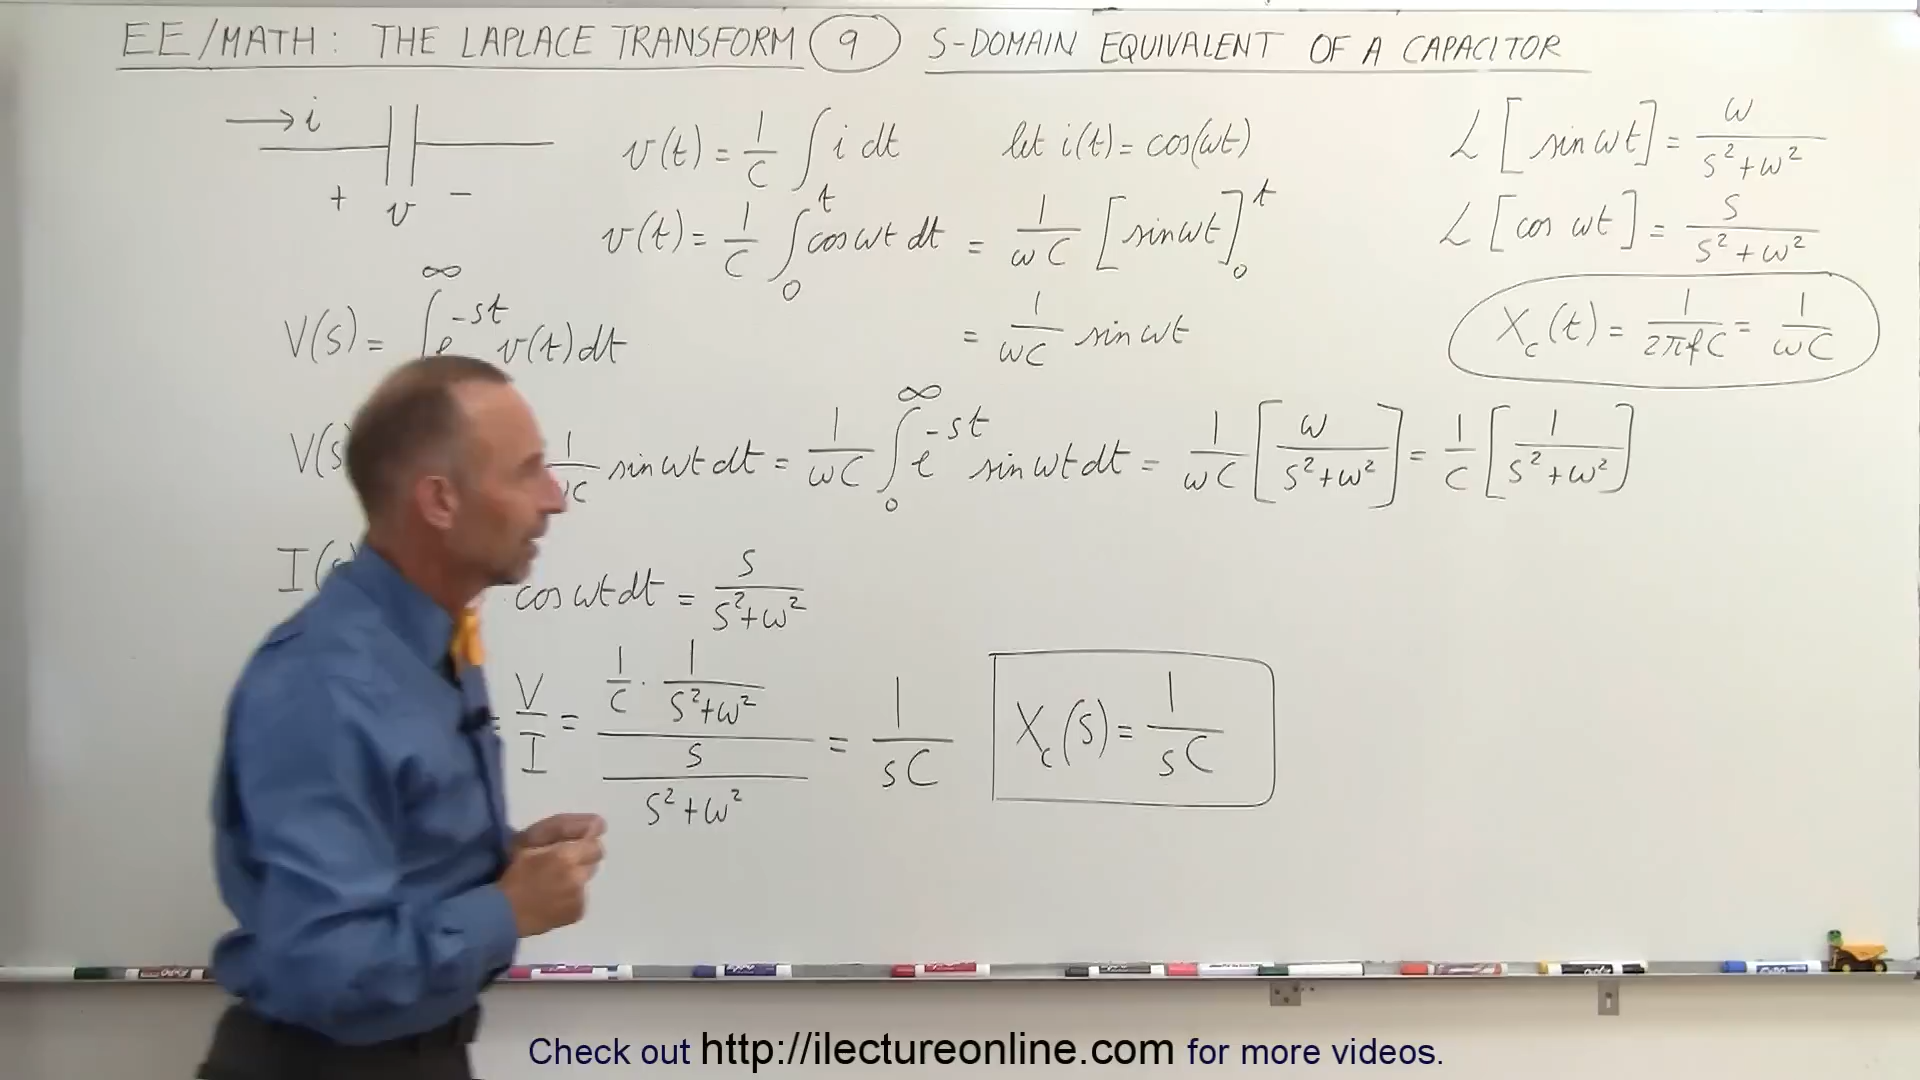 EE/MATH: THE LAPLACE TRANSFORM 9 S-DOMAIN EQUIVALENT OF A CAPACITOR
→ i
+ v −
v(t) = 1/C ∫ i dt let i(t) = cos(ωt)
v(t) = 1/C ∫₀ᵗ cos ωt dt = 1/ωC [sin ωt]₀ᵗ
= 1/ωC sin ωt
L[sin ωt] = ω/(s²+ω²)
L[cos ωt] = s/(s²+ω²)
X_c(t) = 1/2πfC = 1/ωC
V(s) = ∫^∞ e^-st v(t) dt
V(s sin ωt dt = 1/ωC ∫₀^∞ e^-st sin ωt dt = 1/ωC [ω/(s²+ω²)] = 1/C [1/(s²+ω²)]
I( cos ωt dt = s/(s²+ω²)
= V/I = (1/C · 1/(s²+ω²))/(s/(s²+ω²)) = 1/sC
X_c(s) = 1/sC
Check out http://ilectureonline.com for more videos.